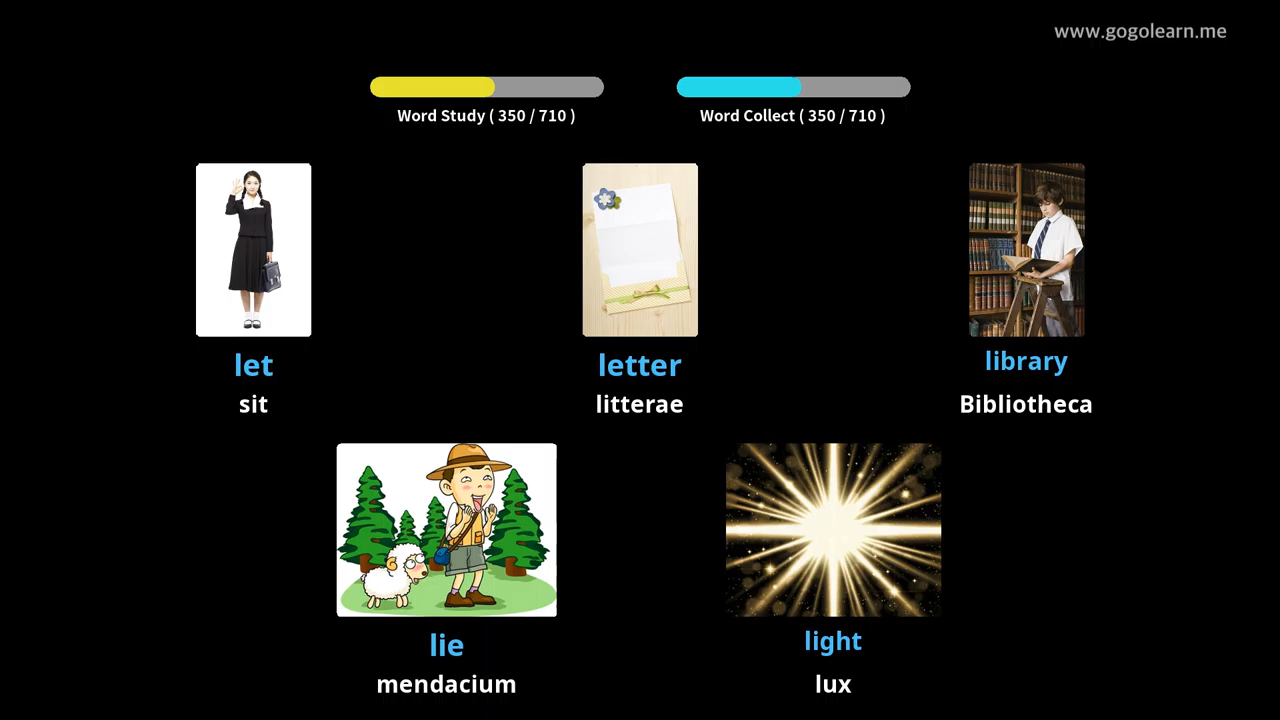 www.gogolearn.me
Word Study ( 350 / 710 )
Word Collect ( 350 / 710 )
let
sit
letter
litterae
library
Bibliotheca
lie
mendacium
light
lux